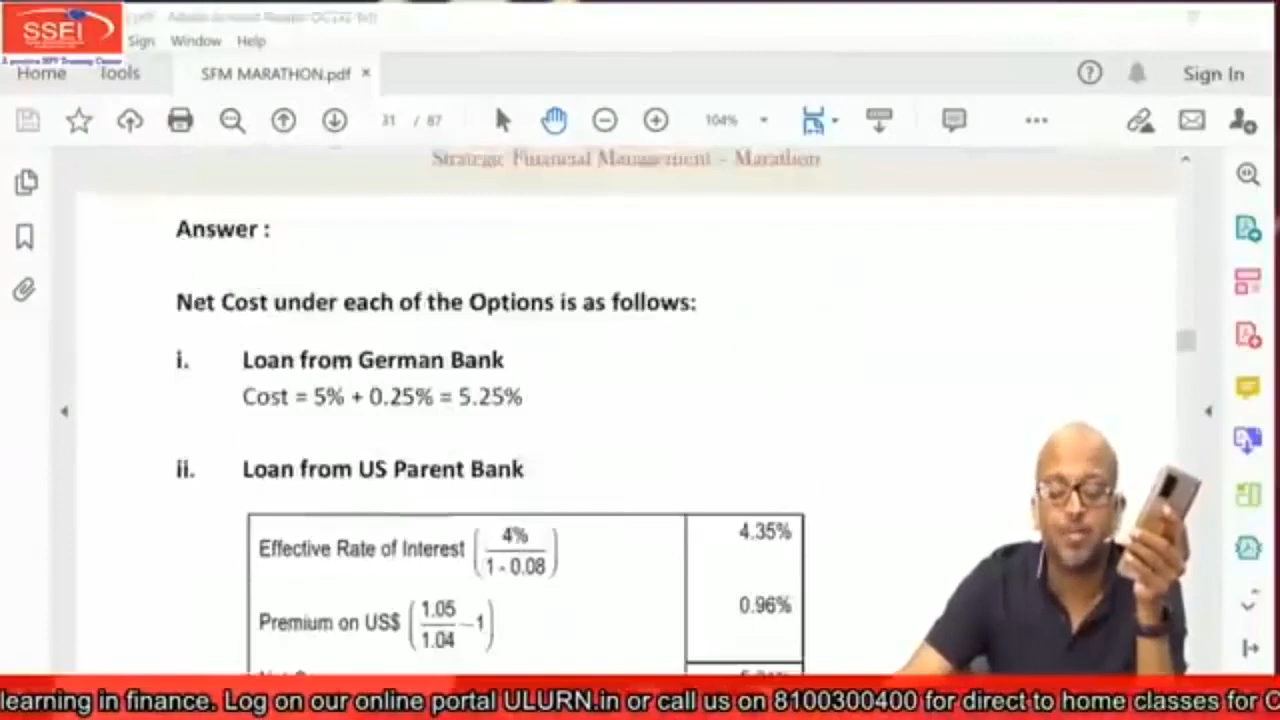 SSEI
Sign Window Help
Home Tools SFM MARATHON.pdf × Sign In
31 / 87 104%
Strategic Financial Management - Marathon
Answer :
Net Cost under each of the Options is as follows:
i. Loan from German Bank
Cost = 5% + 0.25% = 5.25%
ii. Loan from US Parent Bank
Effective Rate of Interest (4% / 1 - 0.08) 4.35%
Premium on US$ (1.05 / 1.04 - 1) 0.96%
learning in finance. Log on our online portal ULURN.in or call us on 8100300400 for direct to home classes for